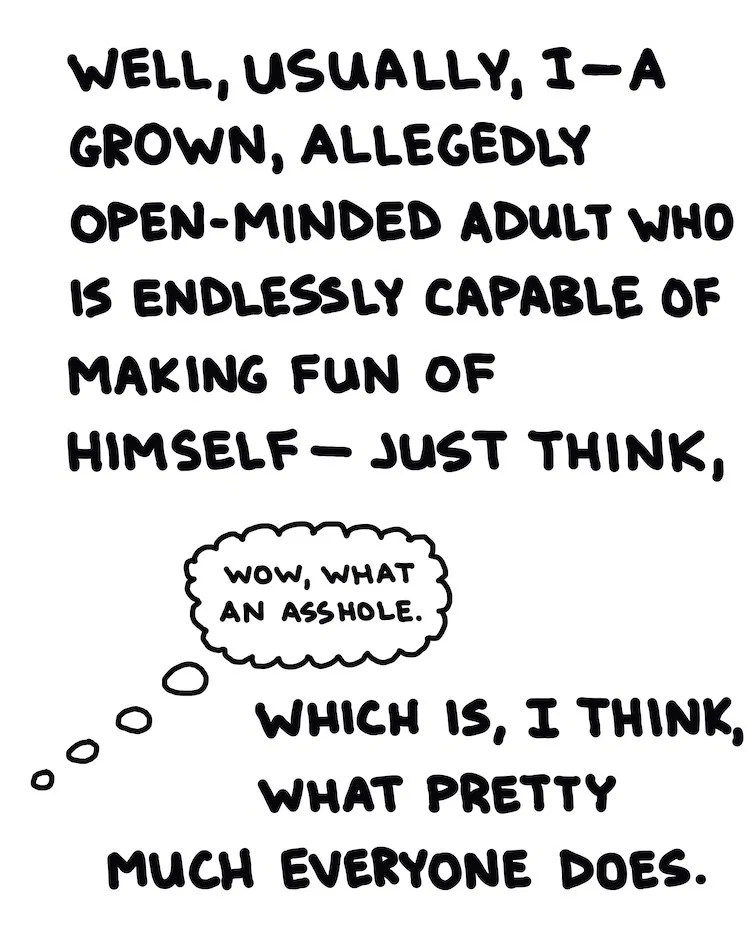 WELL, USUALLY, I—A
GROWN, ALLEGEDLY
OPEN-MINDED ADULT WHO
IS ENDLESSLY CAPABLE OF
MAKING FUN OF
HIMSELF— JUST THINK,
WOW, WHAT
AN ASSHOLE.
WHICH IS, I THINK,
WHAT PRETTY
MUCH EVERYONE DOES.